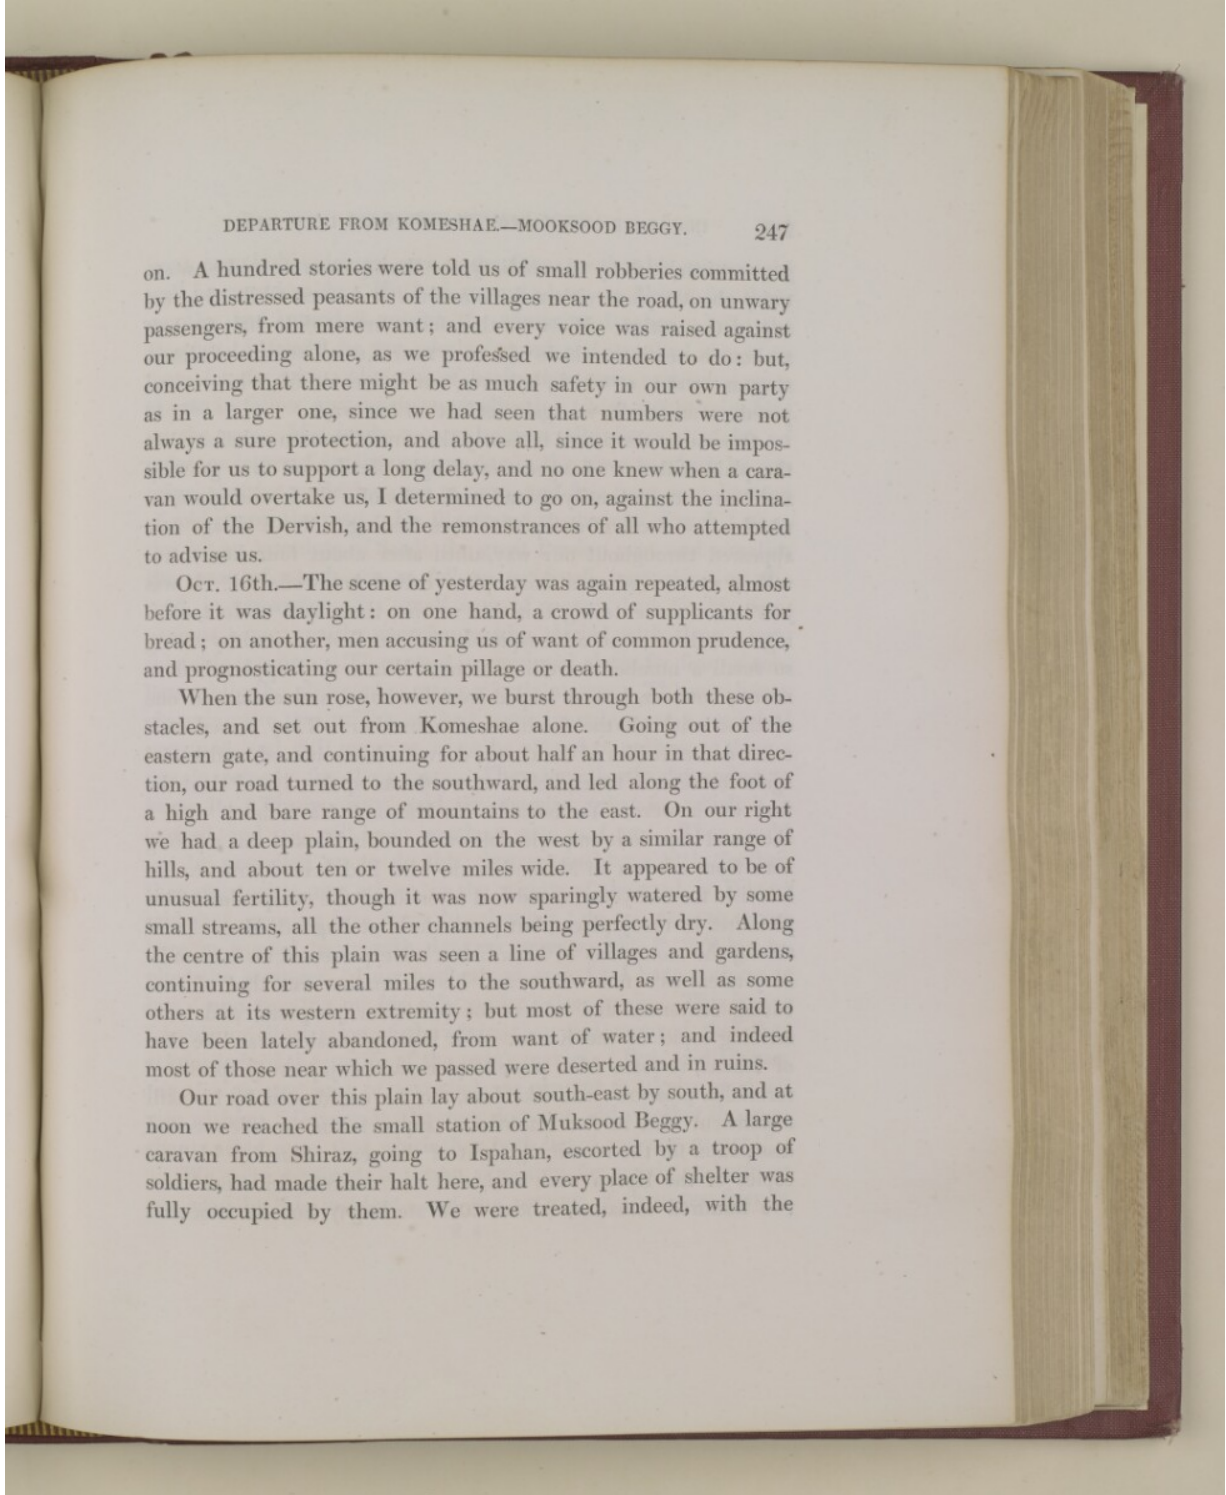 DEPARTURE FROM KOMESHAE.—MOOKSOOD BEGGY. 247
on. A hundred stories were told us of small robberies committed
by the distressed peasants of the villages near the road, on unwary
passengers, from mere want; and every voice was raised against
our proceeding alone, as we professed we intended to do: but,
conceiving that there might be as much safety in our own party
as in a larger one, since we had seen that numbers were not
always a sure protection, and above all, since it would be impos-
sible for us to support a long delay, and no one knew when a cara-
van would overtake us, I determined to go on, against the inclina-
tion of the Dervish, and the remonstrances of all who attempted
to advise us.
Oct. 16th.—The scene of yesterday was again repeated, almost
before it was daylight: on one hand, a crowd of supplicants for
bread; on another, men accusing us of want of common prudence,
and prognosticating our certain pillage or death.
When the sun rose, however, we burst through both these ob-
stacles, and set out from Komeshae alone. Going out of the
eastern gate, and continuing for about half an hour in that direc-
tion, our road turned to the southward, and led along the foot of
a high and bare range of mountains to the east. On our right
we had a deep plain, bounded on the west by a similar range of
hills, and about ten or twelve miles wide. It appeared to be of
unusual fertility, though it was now sparingly watered by some
small streams, all the other channels being perfectly dry. Along
the centre of this plain was seen a line of villages and gardens,
continuing for several miles to the southward, as well as some
others at its western extremity; but most of these were said to
have been lately abandoned, from want of water; and indeed
most of those near which we passed were deserted and in ruins.
Our road over this plain lay about south-east by south, and at
noon we reached the small station of Muksood Beggy. A large
caravan from Shiraz, going to Ispahan, escorted by a troop of
soldiers, had made their halt here, and every place of shelter was
fully occupied by them. We were treated, indeed, with the